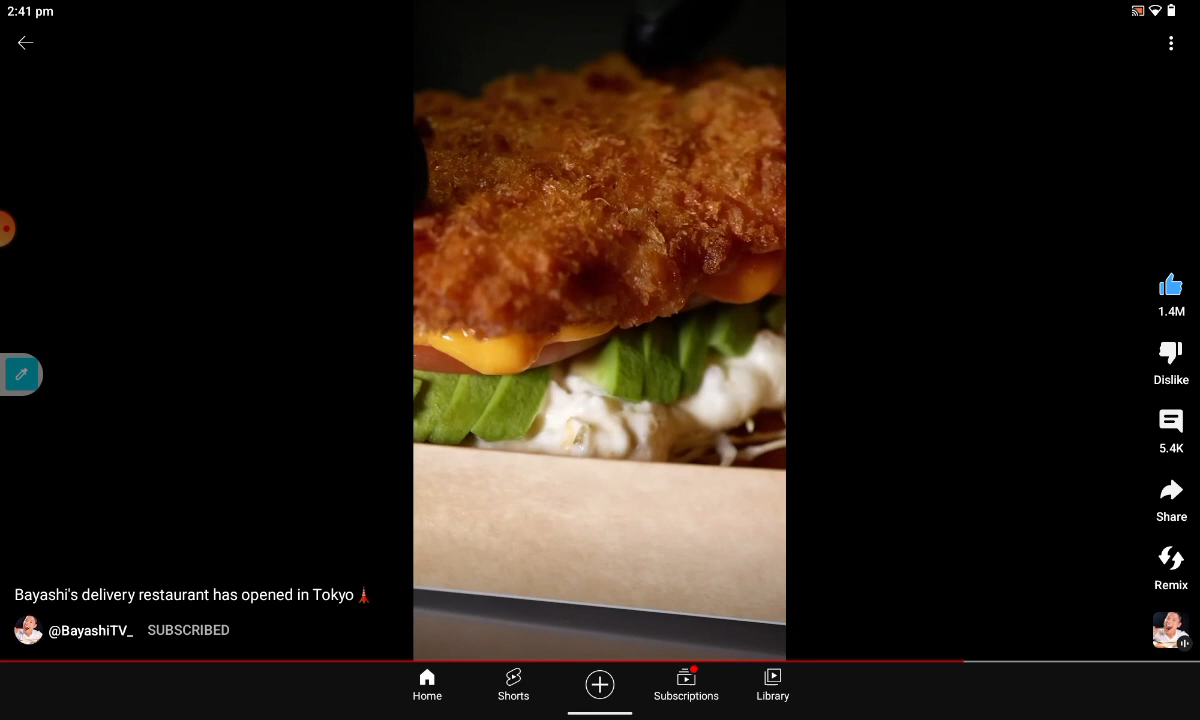 2:41 pm
1.4M
Dislike
5.4K
Share
Remix
Bayashi's delivery restaurant has opened in Tokyo🗼
@BayashiTV_ SUBSCRIBED
Home Shorts Subscriptions Library